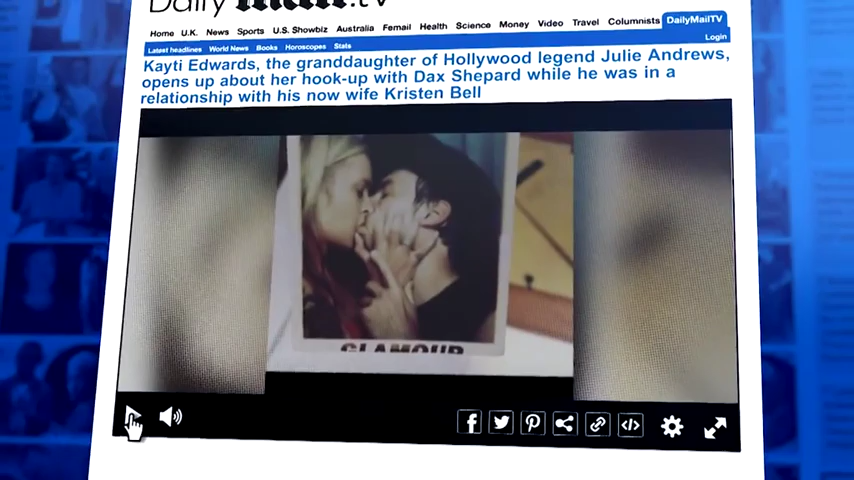 Daily Mail.TV
Home U.K. News Sports U.S. Showbiz Australia Femail Health Science Money Video Travel Columnists DailyMailTV
Latest headlines World News Books Horoscopes Stats Login
Kayti Edwards, the granddaughter of Hollywood legend Julie Andrews,
opens up about her hook-up with Dax Shepard while he was in a
relationship with his now wife Kristen Bell
GLAMOUR